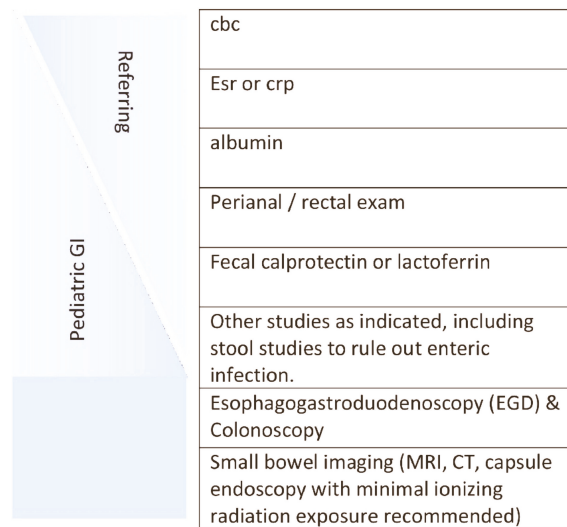 Referring
Pediatric GI
cbc
Esr or crp
albumin
Perianal / rectal exam
Fecal calprotectin or lactoferrin
Other studies as indicated, including
stool studies to rule out enteric
infection.
Esophagogastroduodenoscopy (EGD) &
Colonoscopy
Small bowel imaging (MRI, CT, capsule
endoscopy with minimal ionizing
radiation exposure recommended)